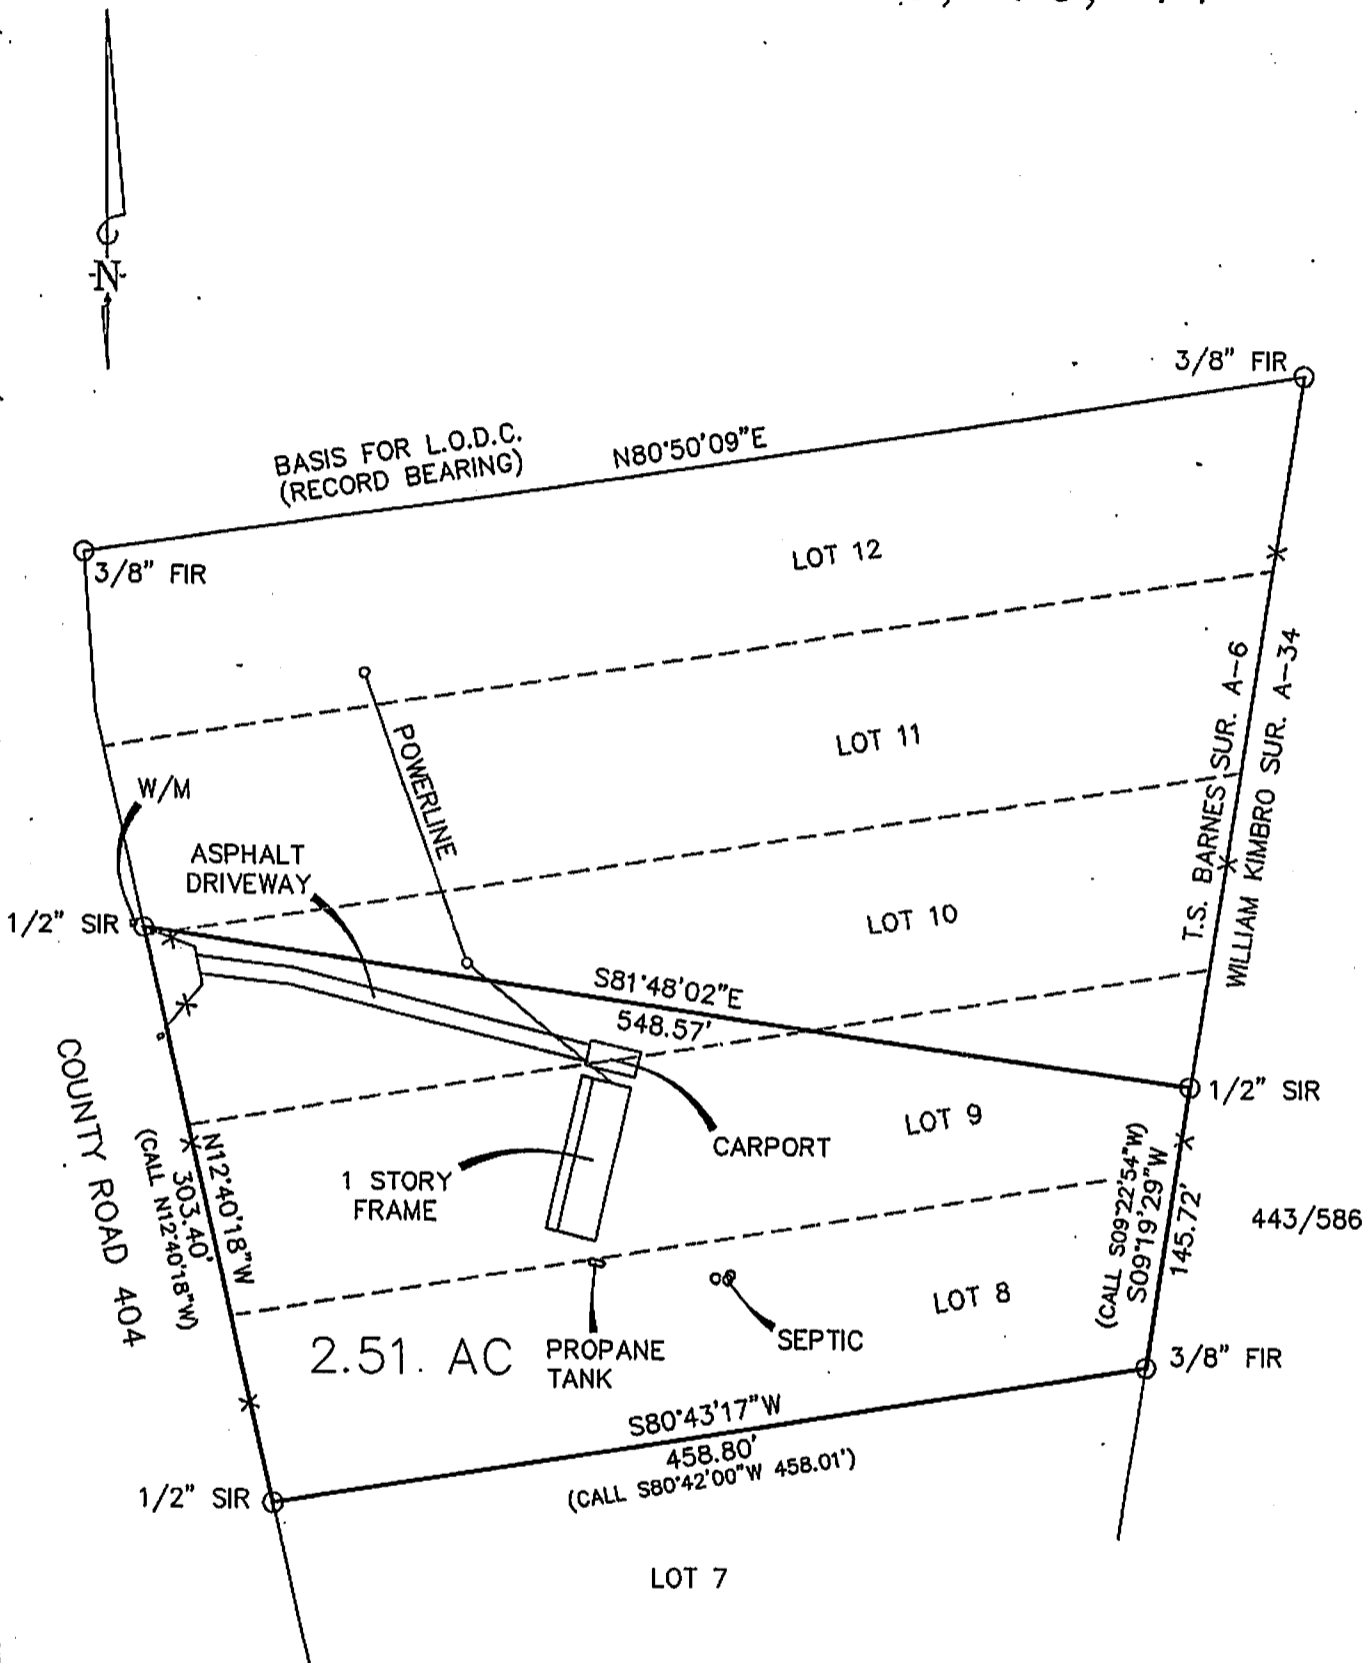 -N-
3/8" FIR
BASIS FOR L.O.D.C.
(RECORD BEARING)
N80°50'09"E
3/8" FIR
LOT 12
LOT 11
POWERLINE
W/M
ASPHALT
DRIVEWAY
T.S. BARNES SUR. A-6
WILLIAM KIMBRO SUR. A-34
1/2" SIR
LOT 10
S81°48'02"E
548.57'
1/2" SIR
COUNTY ROAD 404
N12°40'18"W
303.40'
(CALL N12°40'18"W)
LOT 9
CARPORT
1 STORY
FRAME
(CALL S09°22'54"W)
S09°19'29"W
145.72'
443/586
LOT 8
SEPTIC
PROPANE
TANK
2.51. AC
3/8" FIR
S80°43'17"W
458.80'
(CALL S80°42'00"W 458.01')
1/2" SIR
LOT 7